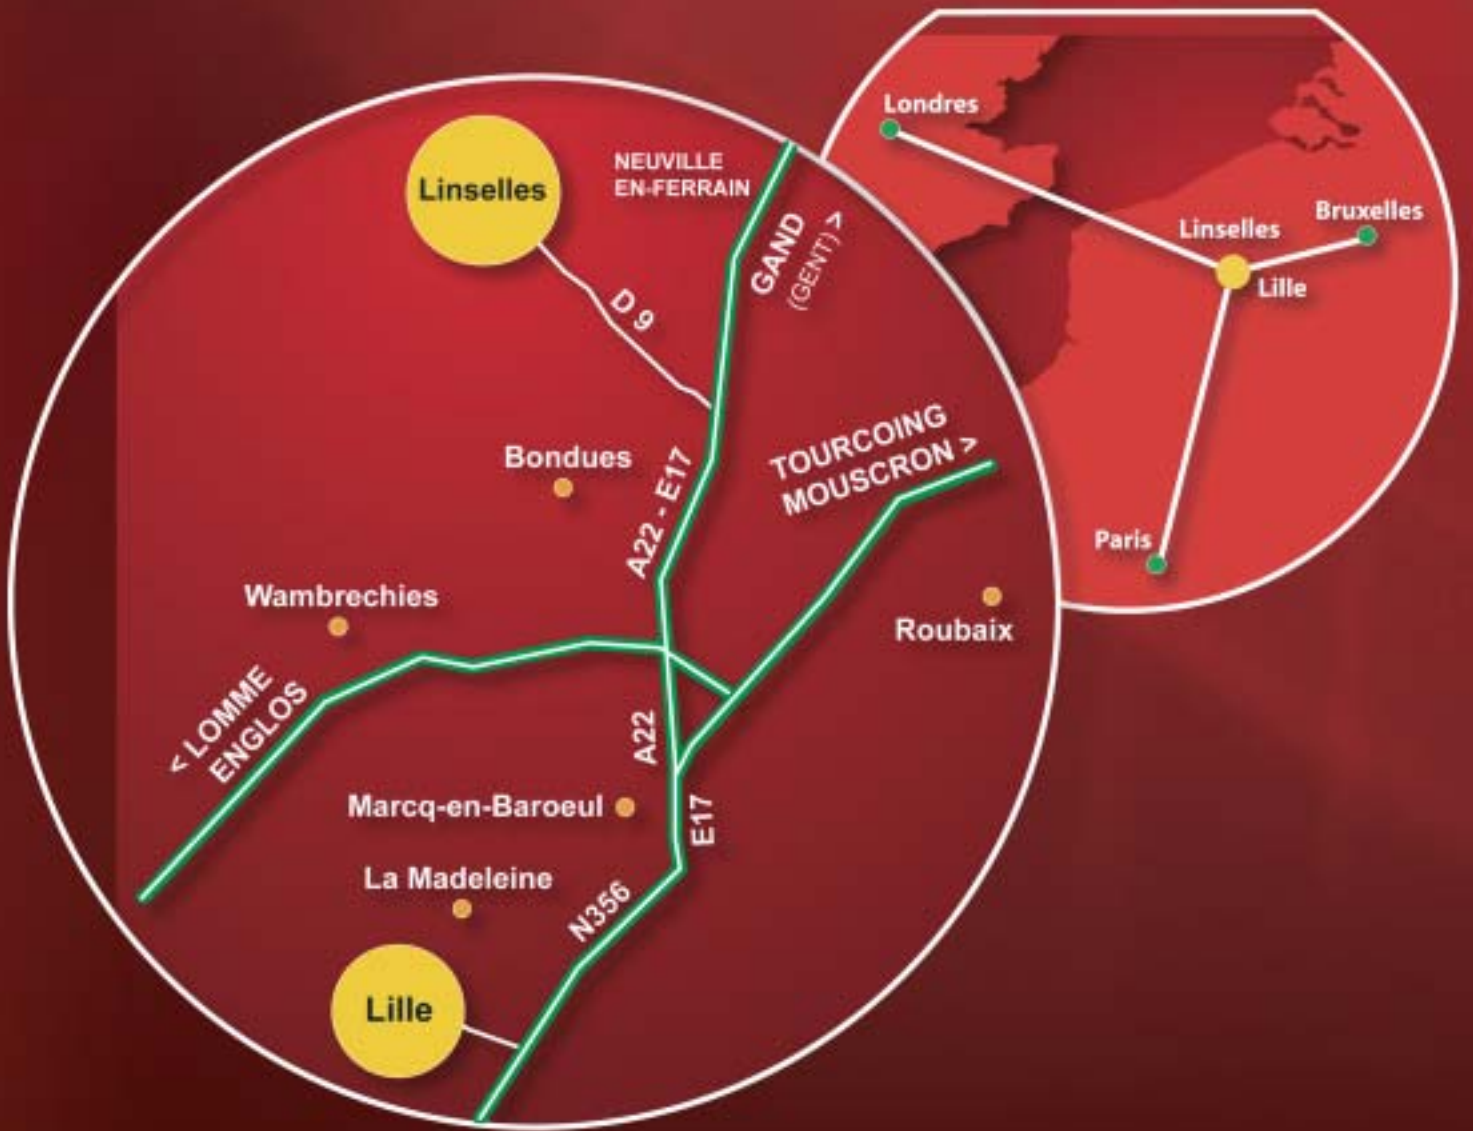 Londres
Linselles
Bruxelles
Lille
Paris
Linselles
NEUVILLE
EN-FERRAIN
GAND
(GENT) >
D 9
TOURCOING
MOUSCRON >
Bondues
A22 - E17
Wambrechies
Roubaix
< LOMME
ENGLOS
A22
Marcq-en-Baroeul
E17
La Madeleine
N356
Lille